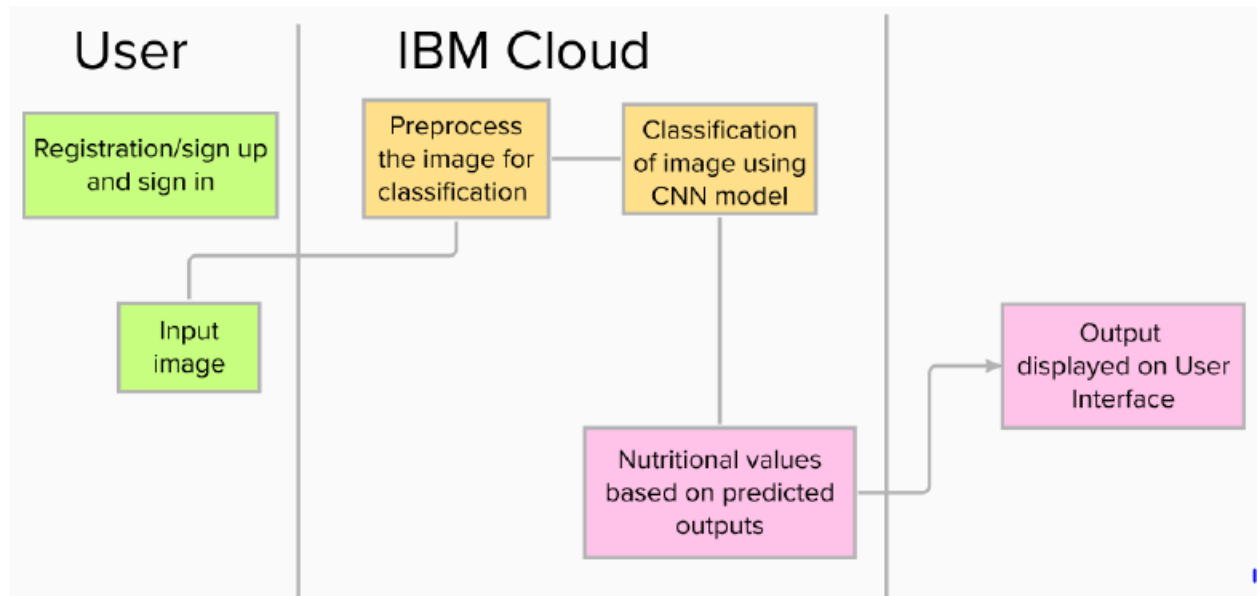 User
IBM Cloud
Registration/sign up
and sign in
Preprocess
the image for
classification
Classification
of image using
CNN model
Input
image
Nutritional values
based on predicted
outputs
Output
displayed on User
Interface